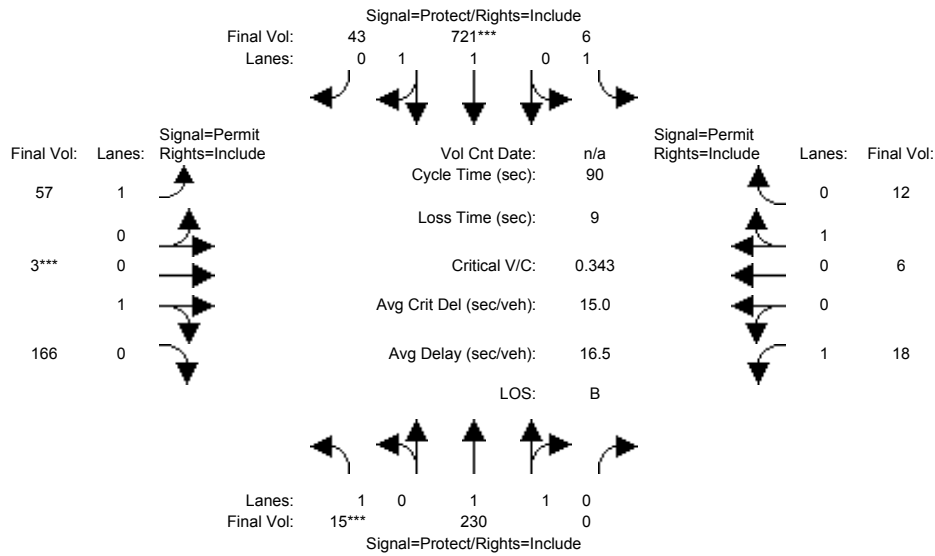 Signal=Protect/Rights=Include
Final Vol: 43 721*** 6
Lanes: 0 1 1 0 1
Signal=Permit Signal=Permit
Final Vol: Lanes: Rights=Include Vol Cnt Date: n/a Rights=Include Lanes: Final Vol:
Cycle Time (sec): 90
57 1 0 12
Loss Time (sec): 9
0 1
3*** 0 Critical V/C: 0.343 0 6
1 Avg Crit Del (sec/veh): 15.0 0
166 0 Avg Delay (sec/veh): 16.5 1 18
LOS: B
Lanes: 1 0 1 1 0
Final Vol: 15*** 230 0
Signal=Protect/Rights=Include